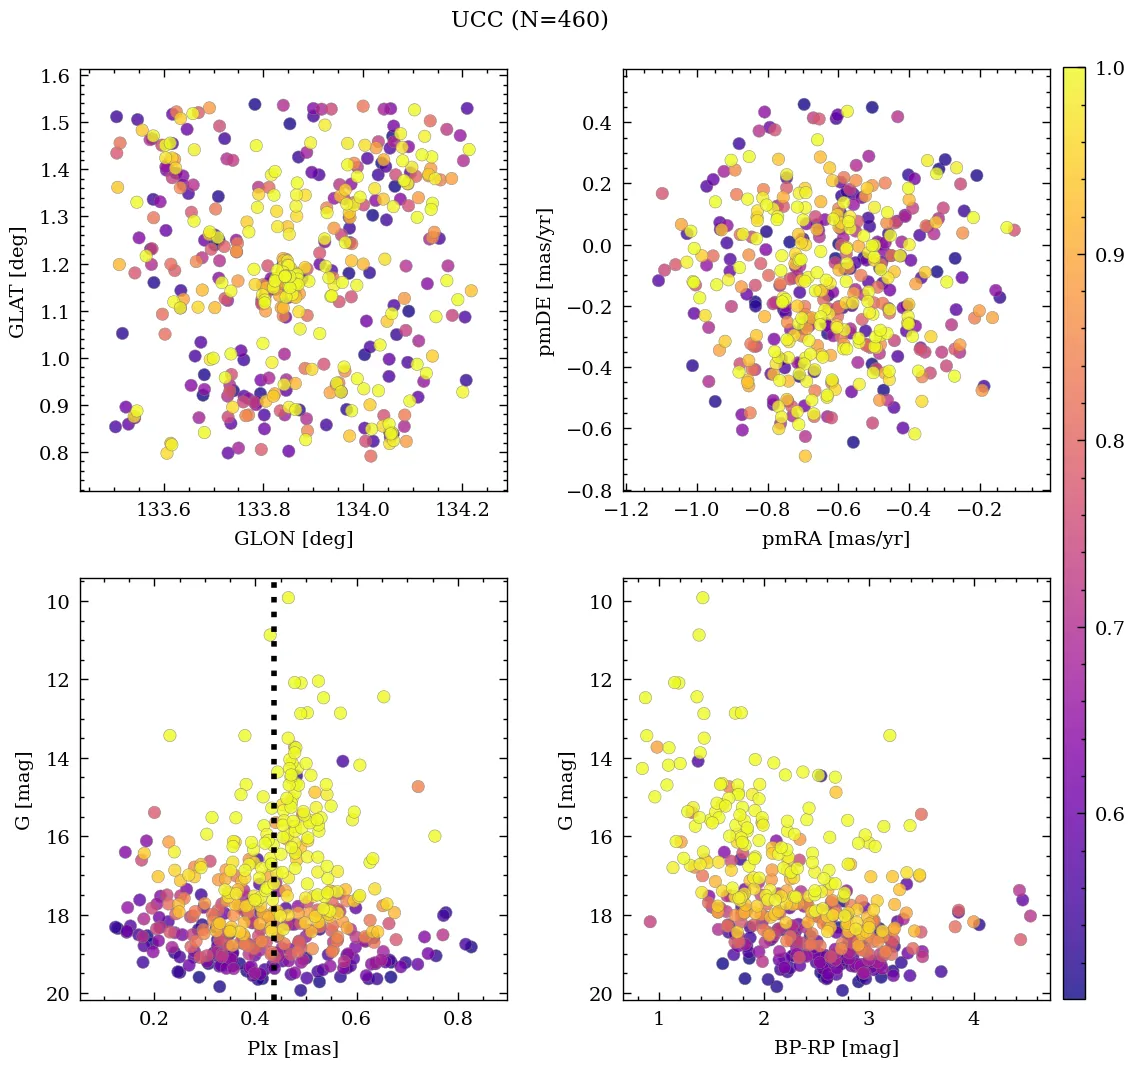 UCC (N=460)
1.6
1.5
1.4
1.3
1.2
1.1
1.0
0.9
0.8
GLAT [deg]
133.6 133.8 134.0 134.2
GLON [deg]
0.4
0.2
0.0
−0.2
−0.4
−0.6
−0.8
pmDE [mas/yr]
−1.2 −1.0 −0.8 −0.6 −0.4 −0.2
pmRA [mas/yr]
1.0
0.9
0.8
0.7
0.6
10
12
14
16
18
20
G [mag]
0.2 0.4 0.6 0.8
Plx [mas]
10
12
14
16
18
20
G [mag]
1 2 3 4
BP-RP [mag]